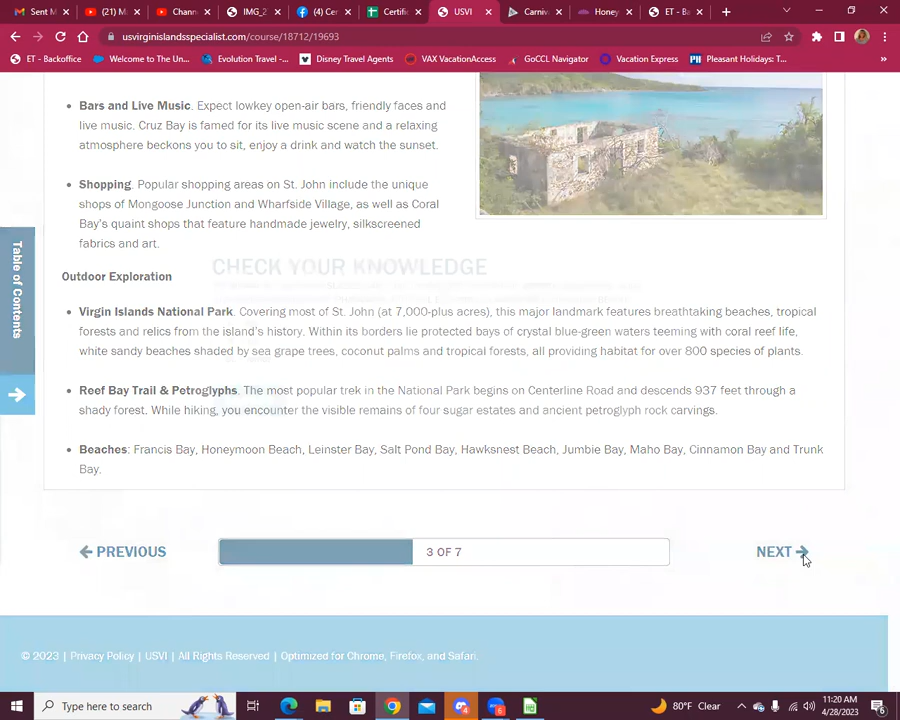 Sent M
(21) M
Chann
IMG_2
(4) Cer
Certific
USVI
Carniv
Honey
ET - Ba
usvirginislandsspecialist.com/course/18712/19693
ET - Backoffice
Welcome to The Un...
Evolution Travel -...
Disney Travel Agents
VAX VacationAccess
GoCCL Navigator
Vacation Express
Pleasant Holidays: T...
• Bars and Live Music. Expect lowkey open-air bars, friendly faces and
live music. Cruz Bay is famed for its live music scene and a relaxing
atmosphere beckons you to sit, enjoy a drink and watch the sunset.
• Shopping. Popular shopping areas on St. John include the unique
shops of Mongoose Junction and Wharfside Village, as well as Coral
Bay's quaint shops that feature handmade jewelry, silkscreened
fabrics and art.
Table of Contents
CHECK YOUR KNOWLEDGE
Outdoor Exploration
• Virgin Islands National Park. Covering most of St. John (at 7,000-plus acres), this major landmark features breathtaking beaches, tropical
forests and relics from the island's history. Within its borders lie protected bays of crystal blue-green waters teeming with coral reef life,
white sandy beaches shaded by sea grape trees, coconut palms and tropical forests, all providing habitat for over 800 species of plants.
• Reef Bay Trail & Petroglyphs. The most popular trek in the National Park begins on Centerline Road and descends 937 feet through a
shady forest. While hiking, you encounter the visible remains of four sugar estates and ancient petroglyph rock carvings.
• Beaches: Francis Bay, Honeymoon Beach, Leinster Bay, Salt Pond Bay, Hawksnest Beach, Jumbie Bay, Maho Bay, Cinnamon Bay and Trunk
Bay.
PREVIOUS
3 OF 7
NEXT
© 2023 | Privacy Policy | USVI | All Rights Reserved | Optimized for Chrome, Firefox, and Safari.
Type here to search
80°F Clear
11:20 AM
4/28/2023